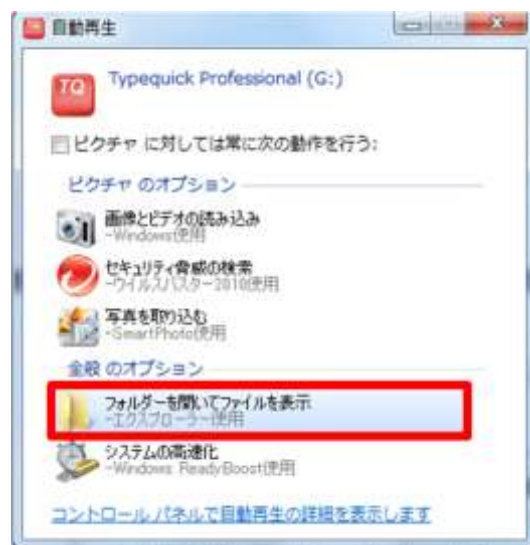 自動再生
TQ
Typequick Professional (G:)
ピクチャ に対しては常に次の動作を行う:
ピクチャ のオプション
画像とビデオの読み込み
-Windows使用
セキュリティ脅威の検索
-ウイルスバスター2010使用
写真を取り込む
-SmartPhoto使用
全般 のオプション
フォルダーを開いてファイルを表示
-エクスプローラー使用
システムの高速化
-Windows ReadyBoost使用
コントロール パネルで自動再生の詳細を表示します